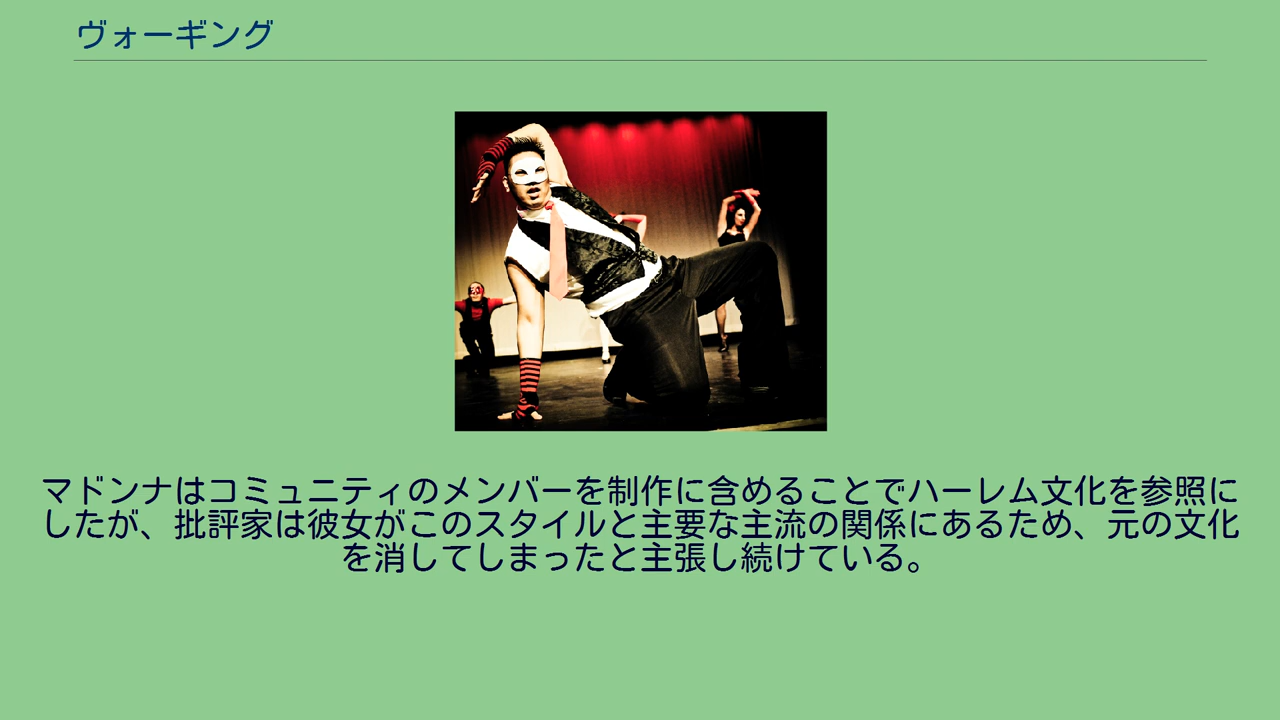 ヴォーギング
マドンナはコミュニティのメンバーを制作に含めることでハーレム文化を参照に
したが、批評家は彼女がこのスタイルと主要な主流の関係にあるため、元の文化
を消してしまったと主張し続けている。